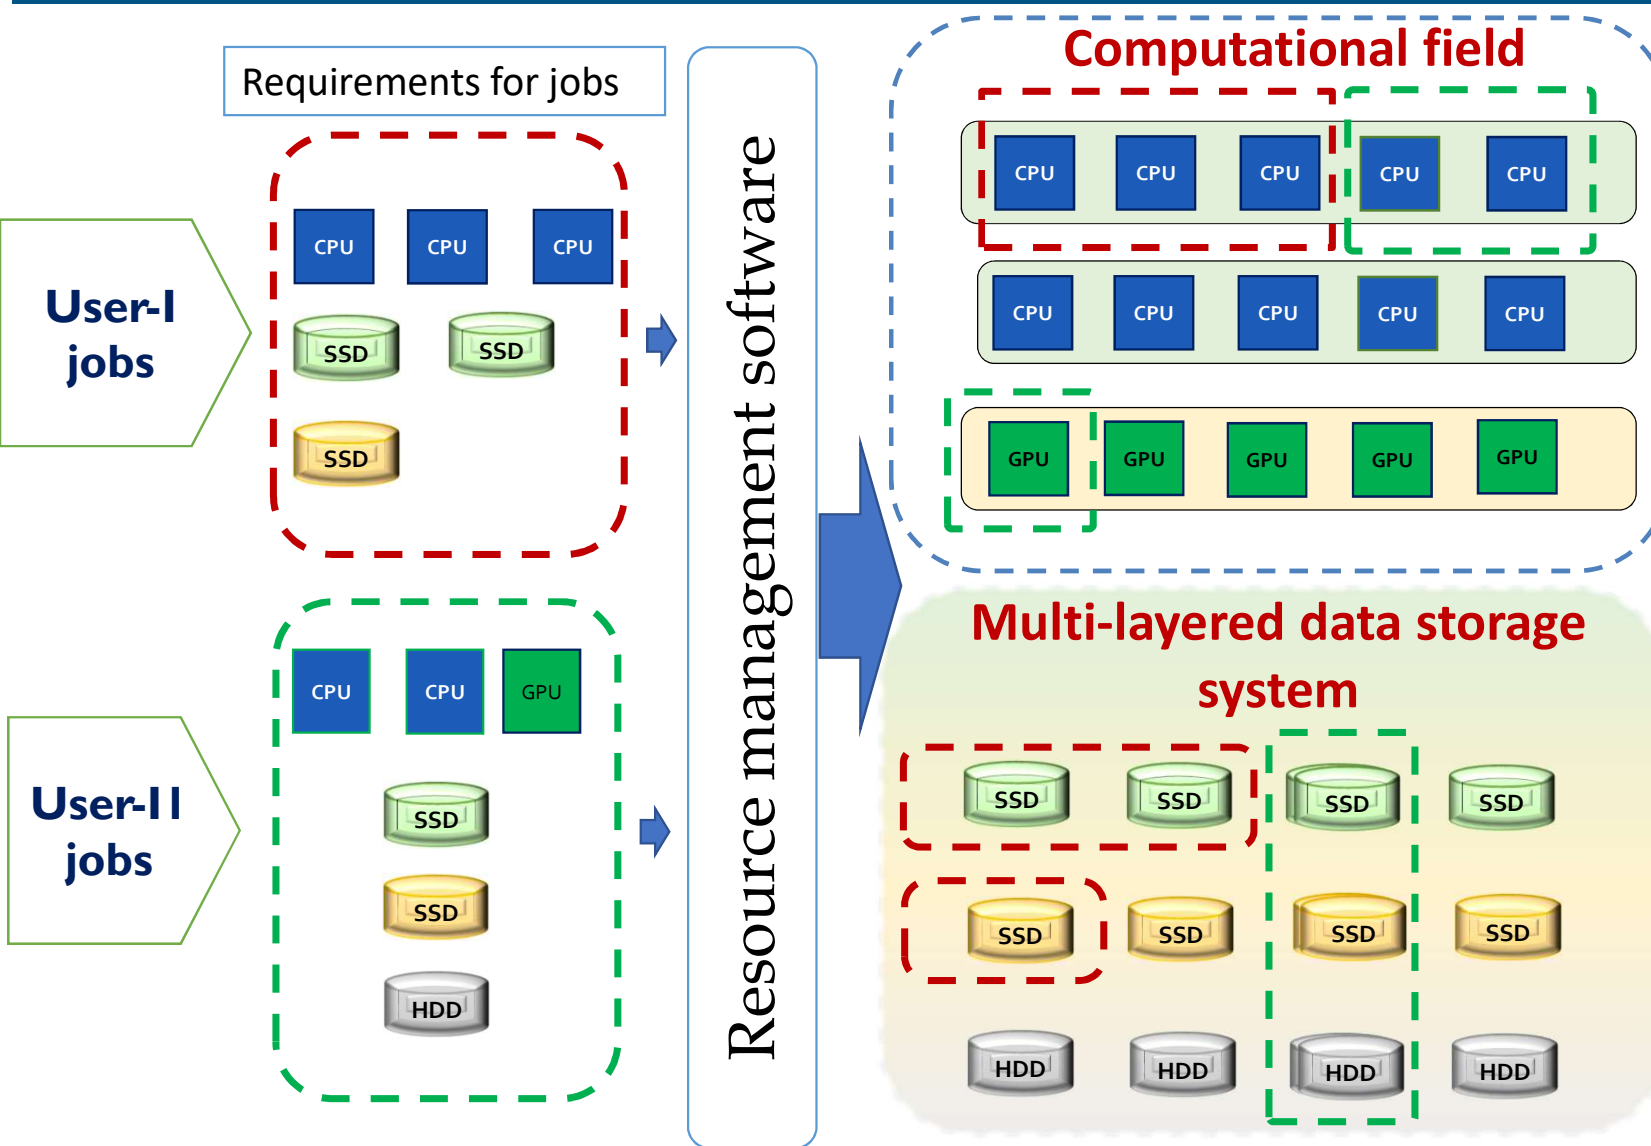 Requirements for jobs
User-I
jobs
CPU CPU CPU
SSD SSD
SSD
User-II
jobs
CPU CPU GPU
SSD
SSD
HDD
Resource management software
Computational field
CPU CPU CPU CPU CPU
CPU CPU CPU CPU CPU
GPU GPU GPU GPU GPU
Multi-layered data storage
system
SSD SSD SSD SSD
SSD SSD SSD SSD
HDD HDD HDD HDD